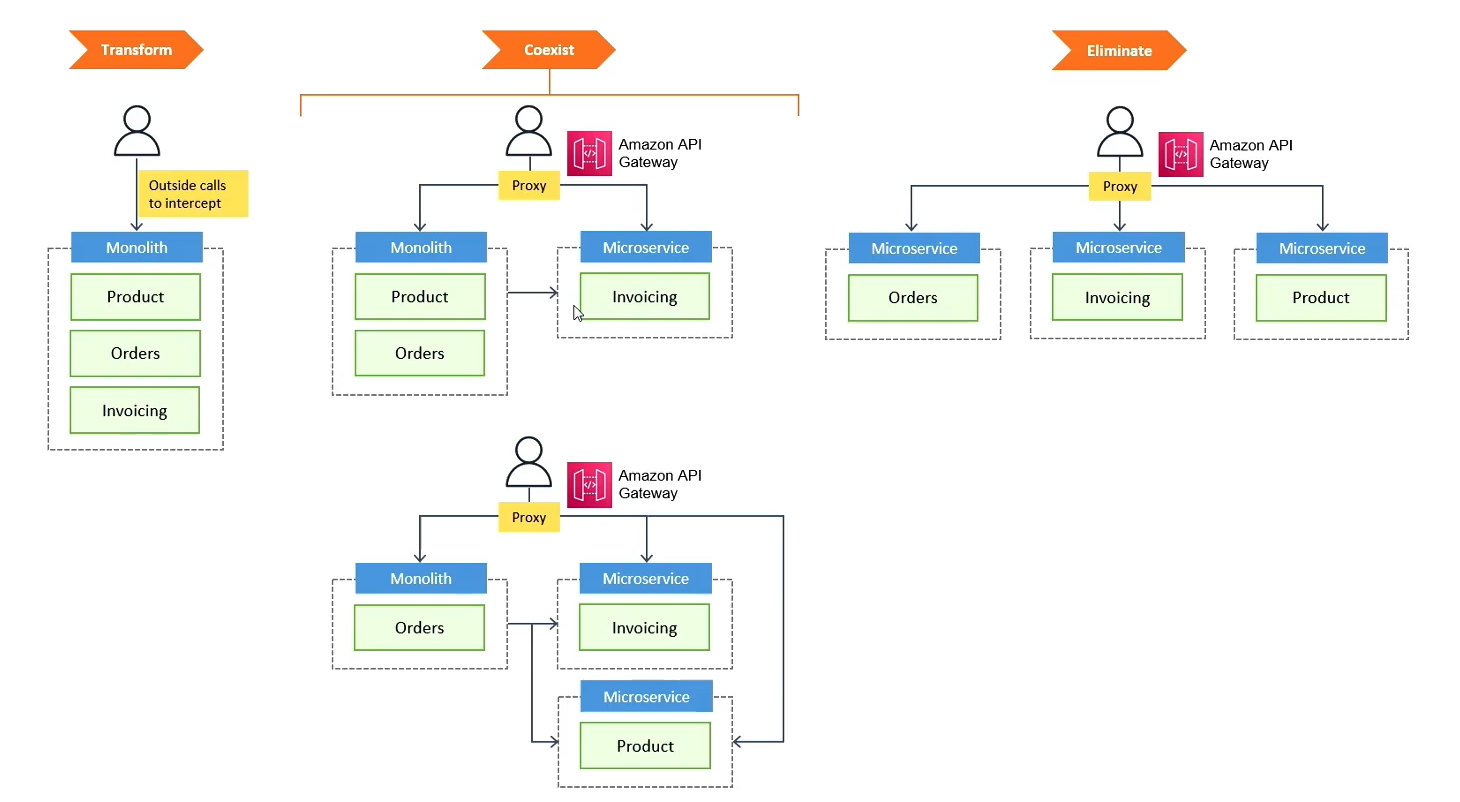 Transform
Outside calls
to intercept
Monolith
Product
Orders
Invoicing
Coexist
Amazon API
Gateway
Proxy
Monolith
Product
Orders
Microservice
Invoicing
Amazon API
Gateway
Proxy
Monolith
Orders
Microservice
Invoicing
Microservice
Product
Eliminate
Amazon API
Gateway
Proxy
Microservice
Orders
Microservice
Invoicing
Microservice
Product